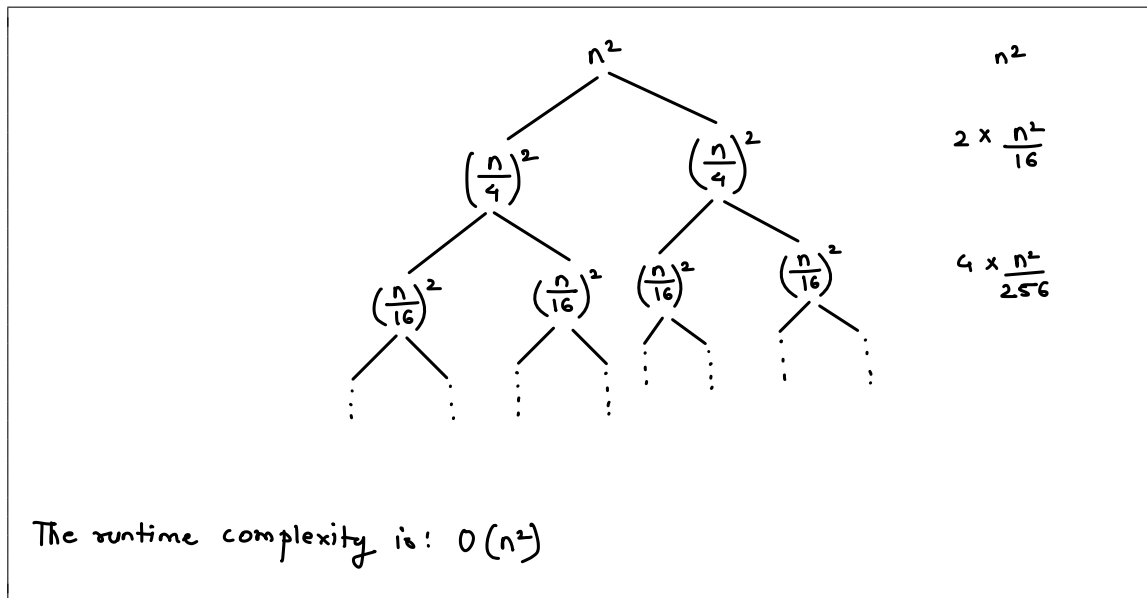 n² n²
(n/4)² (n/4)² 2 × n²/16
(n/16)² (n/16)² (n/16)² (n/16)² 4 × n²/256
The runtime complexity is: O(n²)